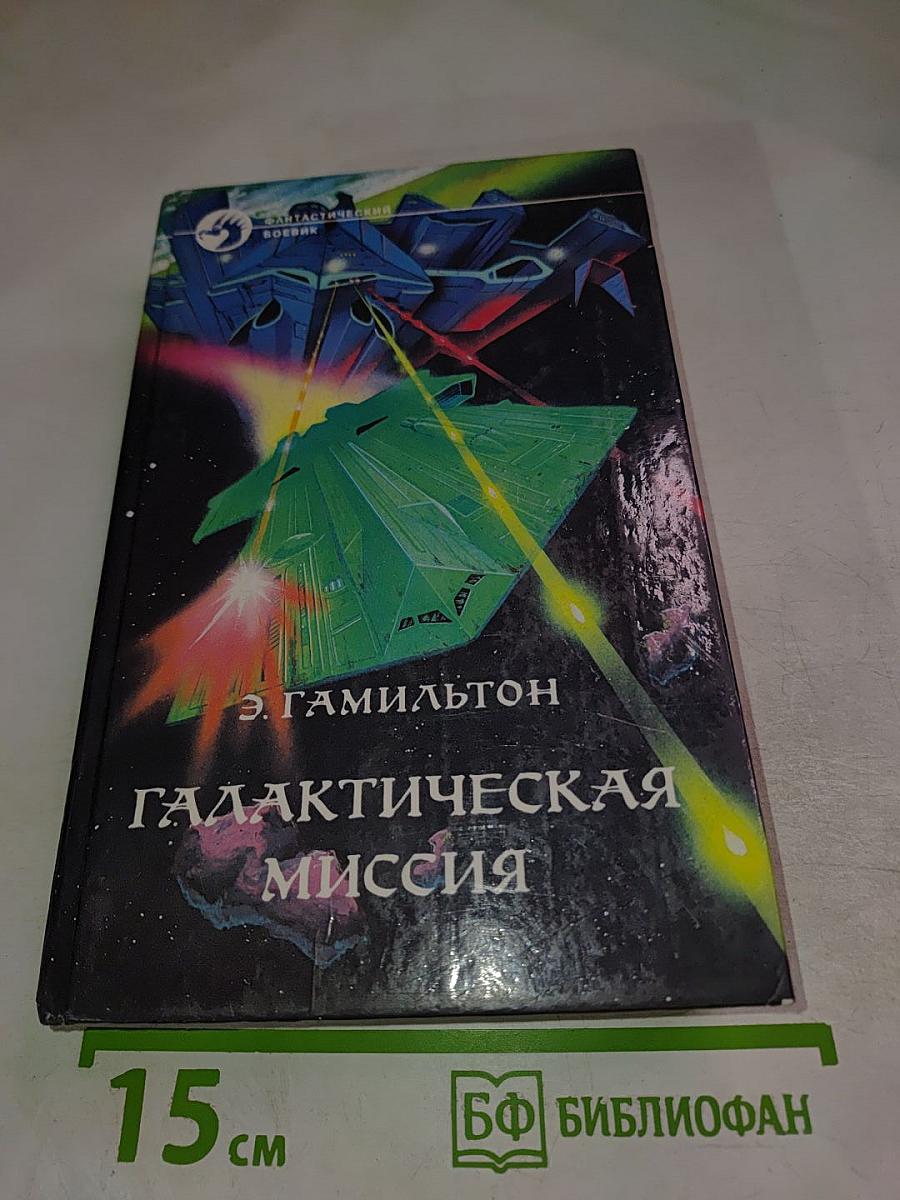 ФАНТАСТИЧЕСКИЙ
БОЕВИК
Э. ГАМИЛЬТОН
ГАЛАКТИЧЕСКАЯ
МИССИЯ
15 см
БФ БИБЛИОФАН